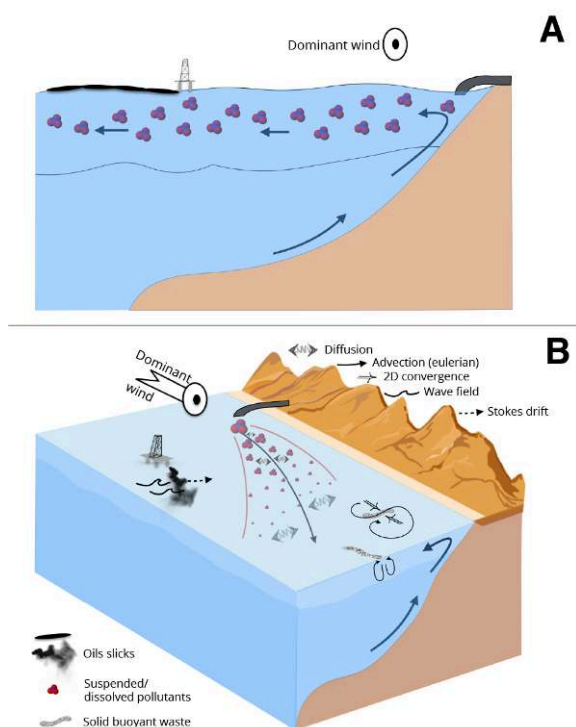 A
Dominant wind
B
Dominant
wind
Diffusion
Advection (eulerian)
2D convergence
Wave field
Stokes drift
Oils slicks
Suspended/
dissolved pollutants
Solid buoyant waste